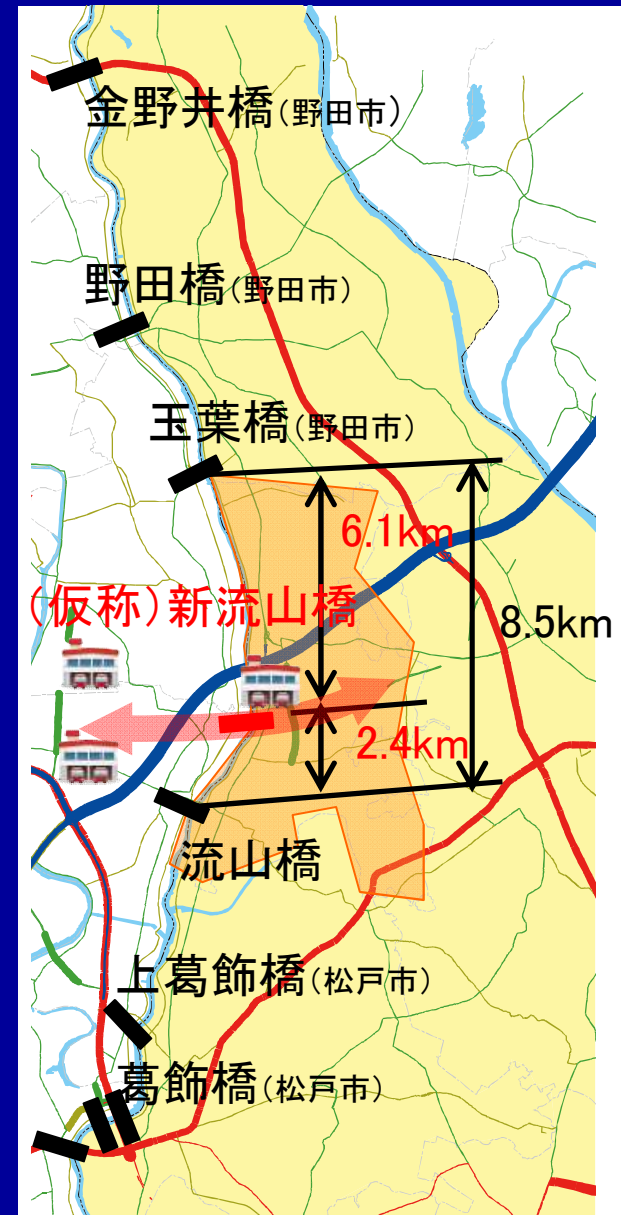 金野井橋(野田市)
野田橋(野田市)
玉葉橋(野田市)
6.1km
(仮称)新流山橋
8.5km
2.4km
流山橋
上葛飾橋(松戸市)
葛飾橋(松戸市)